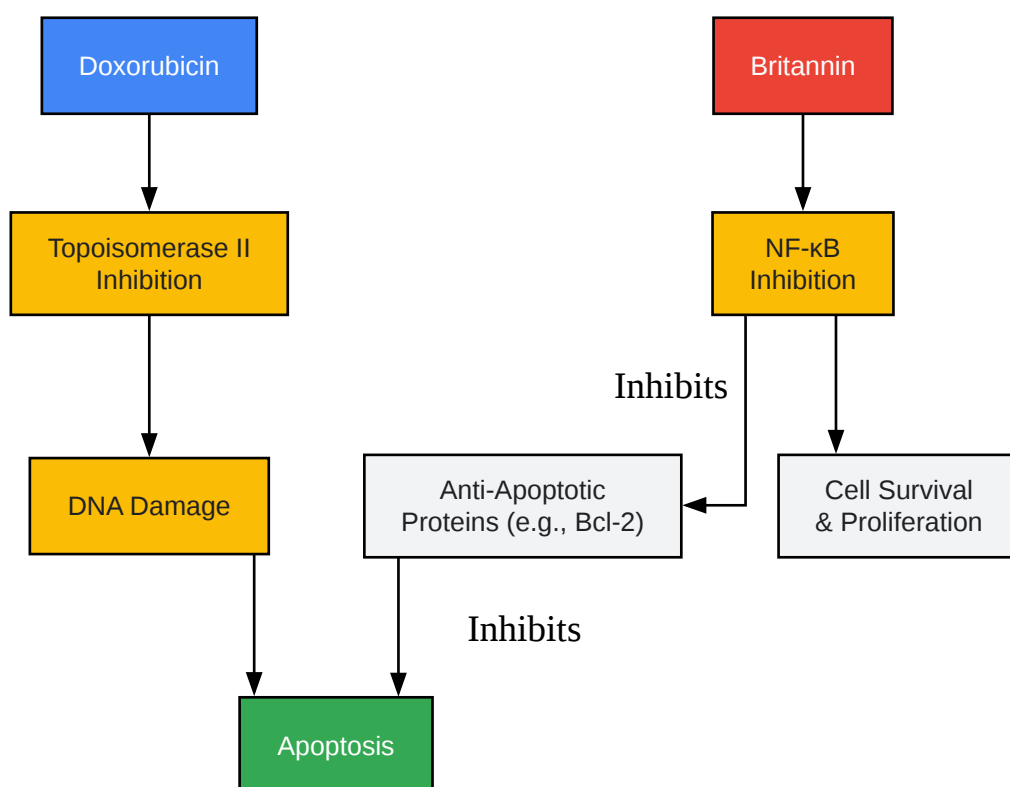 Doxorubicin
Britannin
Topoisomerase II
Inhibition
NF-κB
Inhibition
Inhibits
DNA Damage
Anti-Apoptotic
Proteins (e.g., Bcl-2)
Cell Survival
& Proliferation
Inhibits
Apoptosis